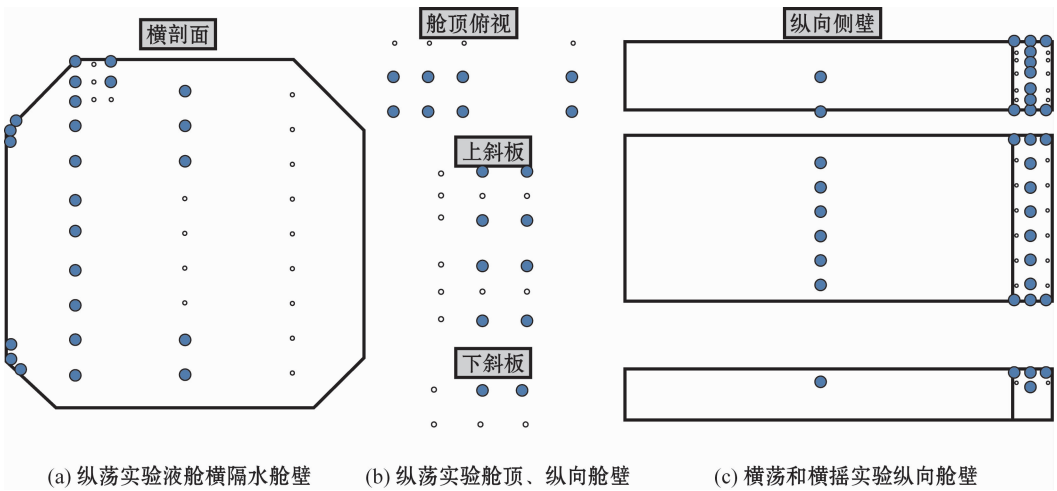 横剖面
舱顶俯视
纵向侧壁
上斜板
下斜板
(a) 纵荡实验液舱横隔水舱壁
(b) 纵荡实验舱顶、纵向舱壁
(c) 横荡和横摇实验纵向舱壁